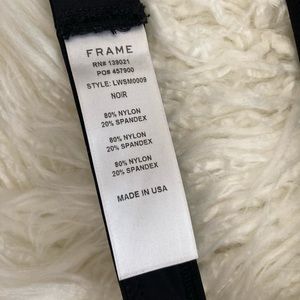 FRAME
RN# 139021
PO# 457900
STYLE: LWSM0009
NOIR
80% NYLON
20% SPANDEX
80% NYLON
20% SPANDEX
80% NYLON
20% SPANDEX
MADE IN USA